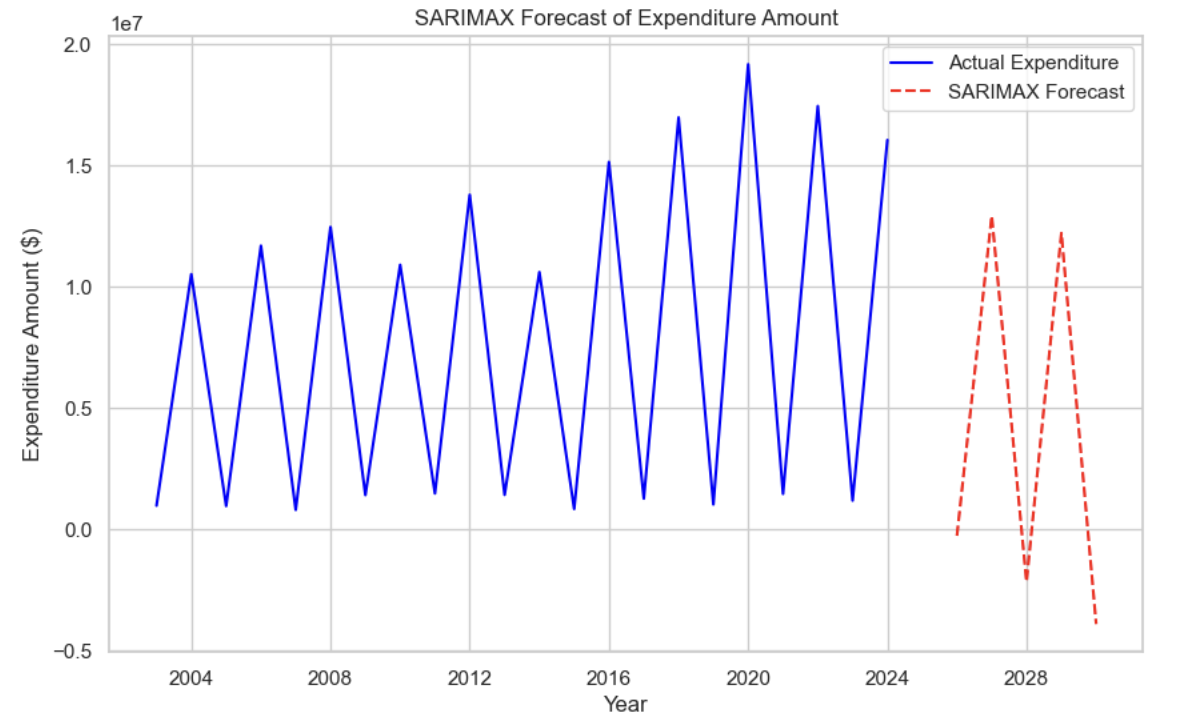 SARIMAX Forecast of Expenditure Amount
1e7
Actual Expenditure
SARIMAX Forecast
2.0
1.5
1.0
0.5
0.0
−0.5
Expenditure Amount ($)
2004 2008 2012 2016 2020 2024 2028
Year